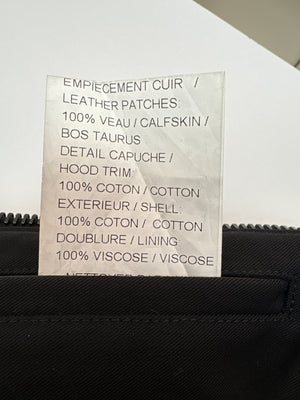 EMPIECEMENT CUIR /
LEATHER PATCHES:
100% VEAU / CALFSKIN /
BOS TAURUS
DETAIL CAPUCHE /
HOOD TRIM:
100% COTON / COTTON
EXTERIEUR / SHELL:
100% COTON / COTTON
DOUBLURE / LINING
100% VISCOSE / VISCOSE